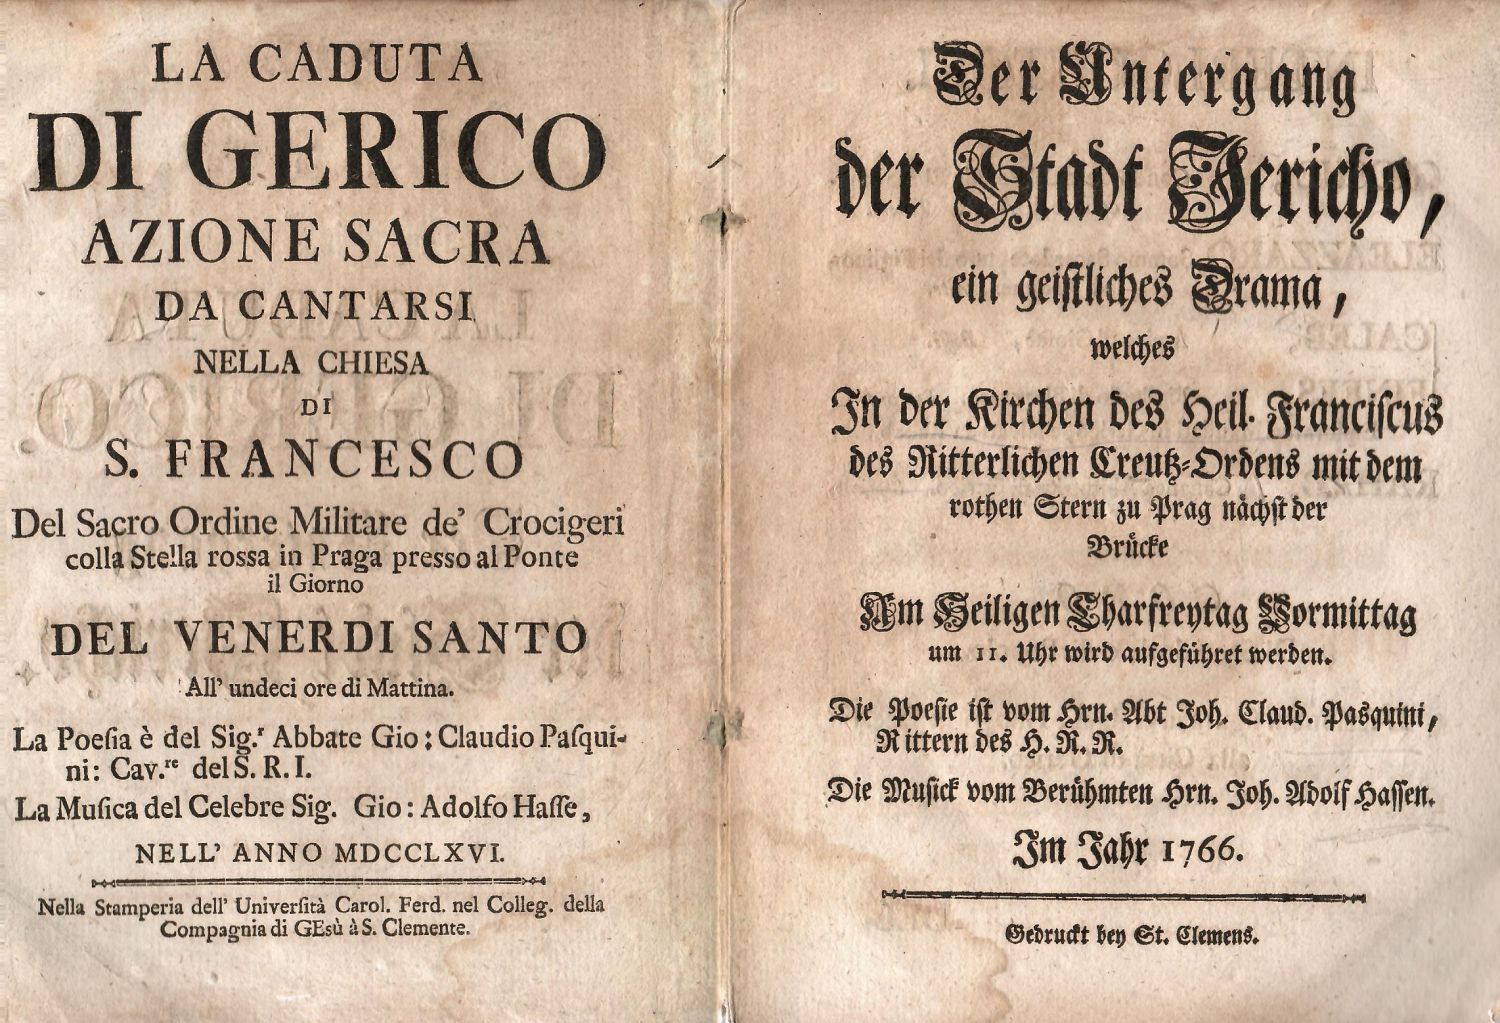 LA CADUTA
DI GERICO
AZIONE SACRA
DA CANTARSI
NELLA CHIESA
DI
S. FRANCESCO
Del Sacro Ordine Militare de' Crocigeri
colla Stella rossa in Praga presso al Ponte
il Giorno
DEL VENERDI SANTO
All' undeci ore di Mattina.
La Poeſia è del Sig.r Abbate Gio: Claudio Paſqui-
ni: Cav.re del S. R. I.
La Muſica del Celebre Sig. Gio: Adolfo Haſſe,
NELL' ANNO MDCCLXVI.
Nella Stamperia dell' Univerſità Carol. Ferd. nel Colleg. della
Compagnia di GEsù à S. Clemente.
Der Untergang
der Stadt Jericho,
ein geiſtliches Drama,
welches
In der Kirchen des Heil. Franciſcus
des Ritterlichen Creutz-Ordens mit dem
rothen Stern zu Prag nächſt der
Brücke
Am Heiligen Charfreytag Vormittag
um 11. Uhr wird aufgeführet werden.
Die Poeſie iſt vom Hrn. Abt Joh. Claud. Pasquini,
Rittern des H. R. R.
Die Muſick vom Berühmten Hrn. Joh. Adolf Haſſen.
Im Jahr 1766.
Gedruckt bey St. Clemens.